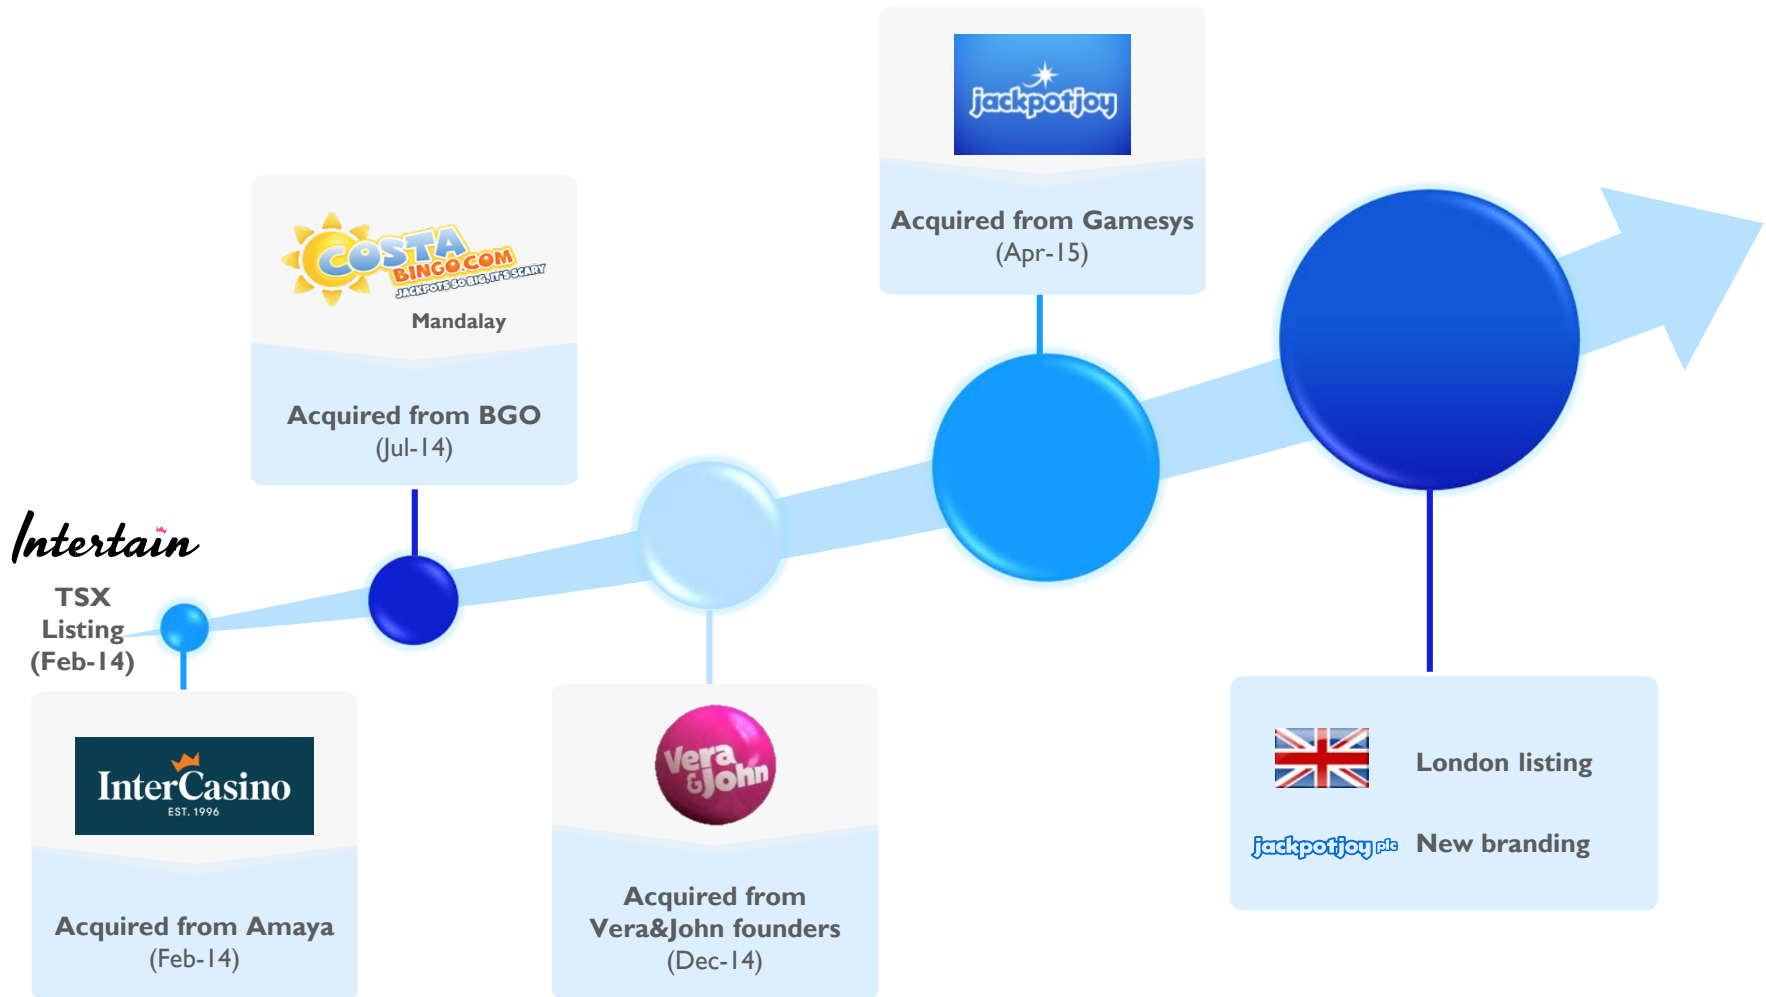 Intertain
TSX
Listing
(Feb-14)
InterCasino
EST. 1996
Acquired from Amaya
(Feb-14)
COSTA
BINGO.COM
JACKPOTS SO BIG, IT'S SCARY
Mandalay
Acquired from BGO
(Jul-14)
Vera
&John
Acquired from
Vera&John founders
(Dec-14)
jackpotjoy
Acquired from Gamesys
(Apr-15)
London listing
jackpotjoy plc New branding